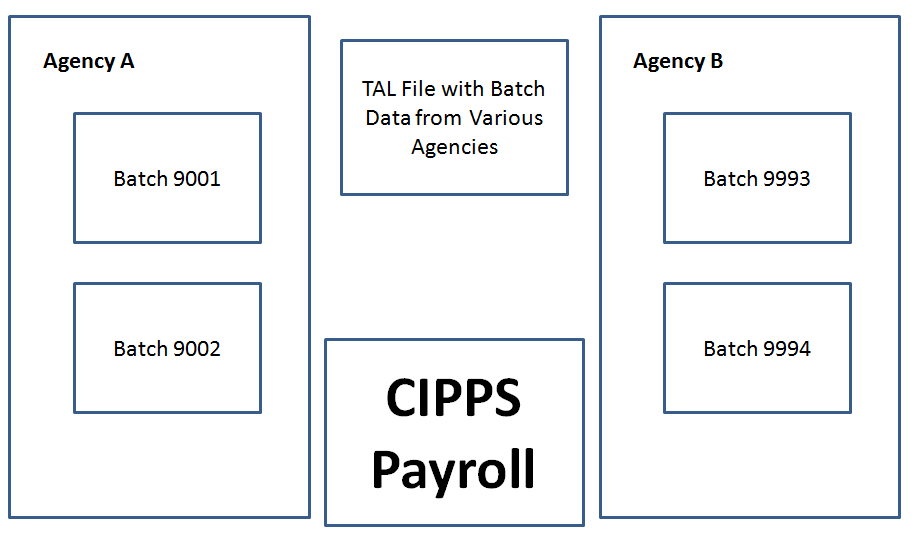 Agency A
Batch 9001
Batch 9002
TAL File with Batch
Data from Various
Agencies
CIPPS
Payroll
Agency B
Batch 9993
Batch 9994